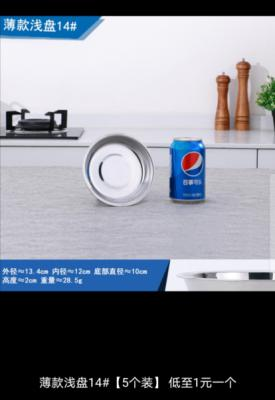 薄款浅盘14#
百事可乐
外径≈13.4cm 内径≈12cm 底部直径≈10cm
高度≈2cm 重量≈28.5g
薄款浅盘14#【5个装】 低至1元一个